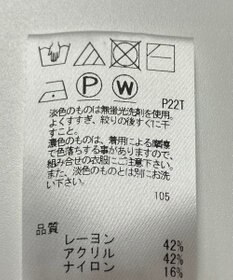 P W P22T
淡色のものは無蛍光洗剤を使用。
よくすすぎ、絞りの後すぐに干
すこと。
濃色のものは、着用による摩擦
で色落ちする事がありますので、
組み合せの衣服にご注意下さい。
また、淡色のものとは別にお洗
い下さい。
105
品質
レーヨン 42%
アクリル 42%
ナイロン 16%